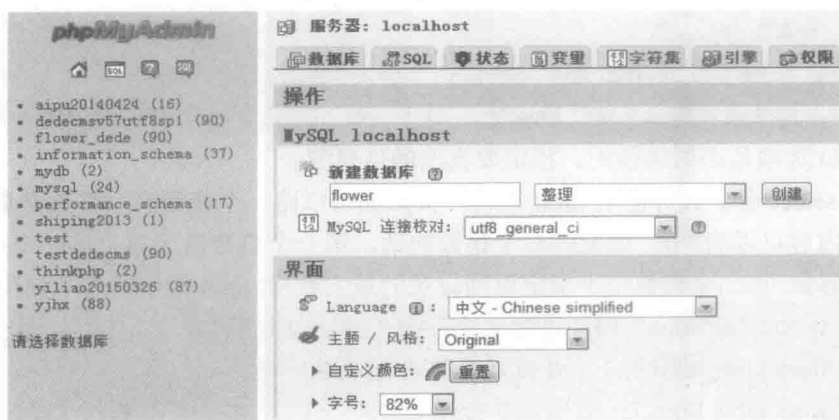 phpMyAdmin
SQL
aipu20140424 (16)
dedecmsv57utf8sp1 (90)
flower_dede (90)
information_schema (37)
mydb (2)
mysql (24)
performance_schema (17)
shiping2013 (1)
test
testdedecms (90)
thinkphp (2)
yiliao20150326 (87)
yjhx (88)
请选择数据库
服务器: localhost
数据库 SQL 状态 变里 字符集 引擎 权限
操作
MySQL localhost
新建数据库
flower 整理 创建
MySQL 连接校对: utf8_general_ci
界面
Language : 中文 - Chinese simplified
主题 / 风格: Original
自定义颜色: 重置
字号: 82%